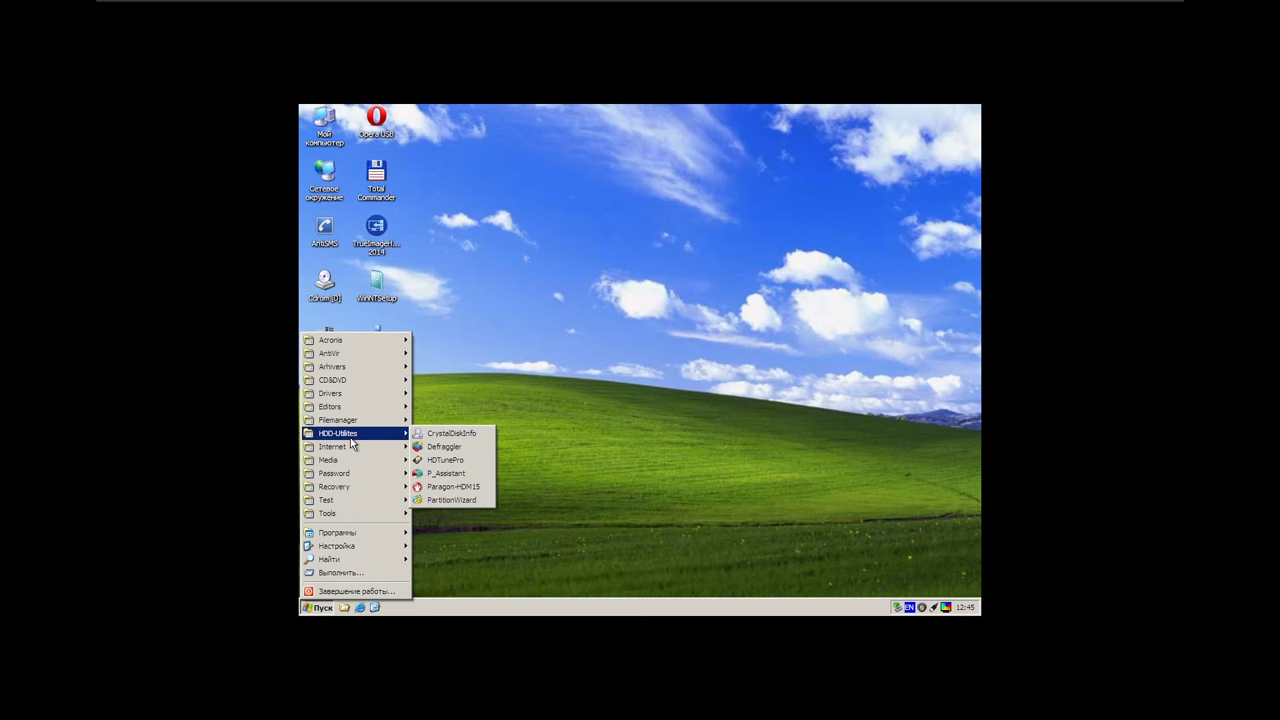 Мой
компьютер
Opera USB
Сетевое
окружение
Total
Commander
AntiSMS
TrueImageH...
2014
Cdrom [D]
WinNTSetup
Acronis
AntiVir
Arhivers
CD&DVD
Drivers
Editors
Filemanager
HDD-Utilites
Internet
Media
Password
Recovery
Test
Tools
Программы
Настройка
Найти
Выполнить...
Завершение работы...
CrystalDiskInfo
Defraggler
HDTunePro
P_Assistant
Paragon-HDM15
PartitionWizard
Пуск
EN
12:45